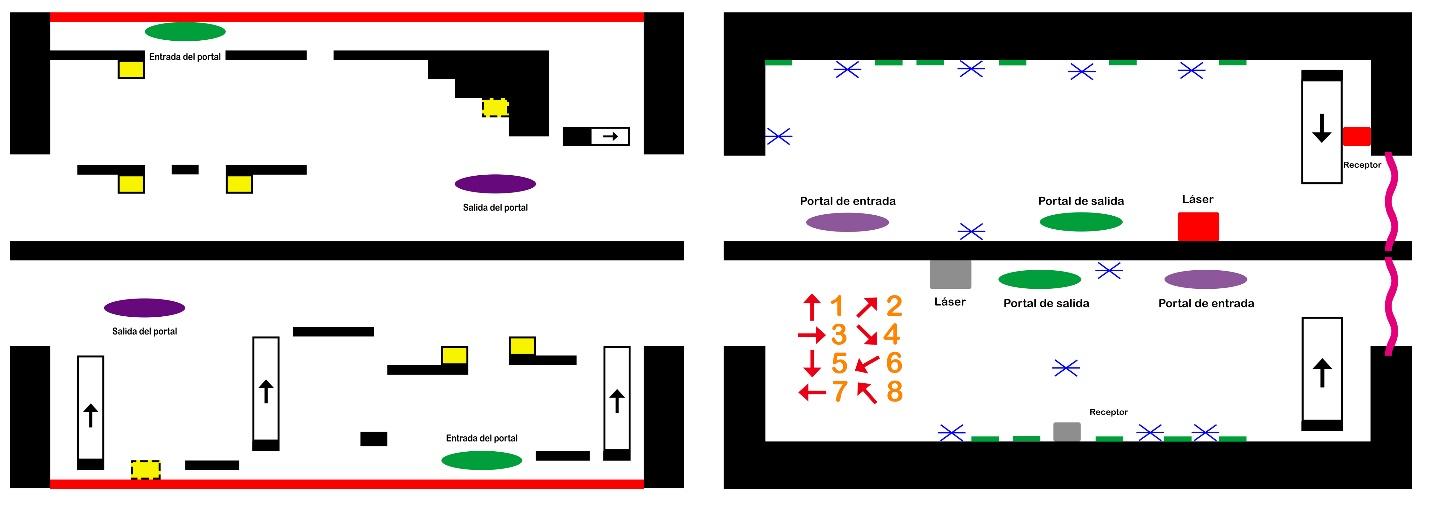 Entrada del portal
Salida del portal
Salida del portal
Entrada del portal
Receptor
Portal de entrada
Portal de salida
Láser
Láser
Portal de salida
Portal de entrada
1 2
3 4
5 6
7 8
Receptor